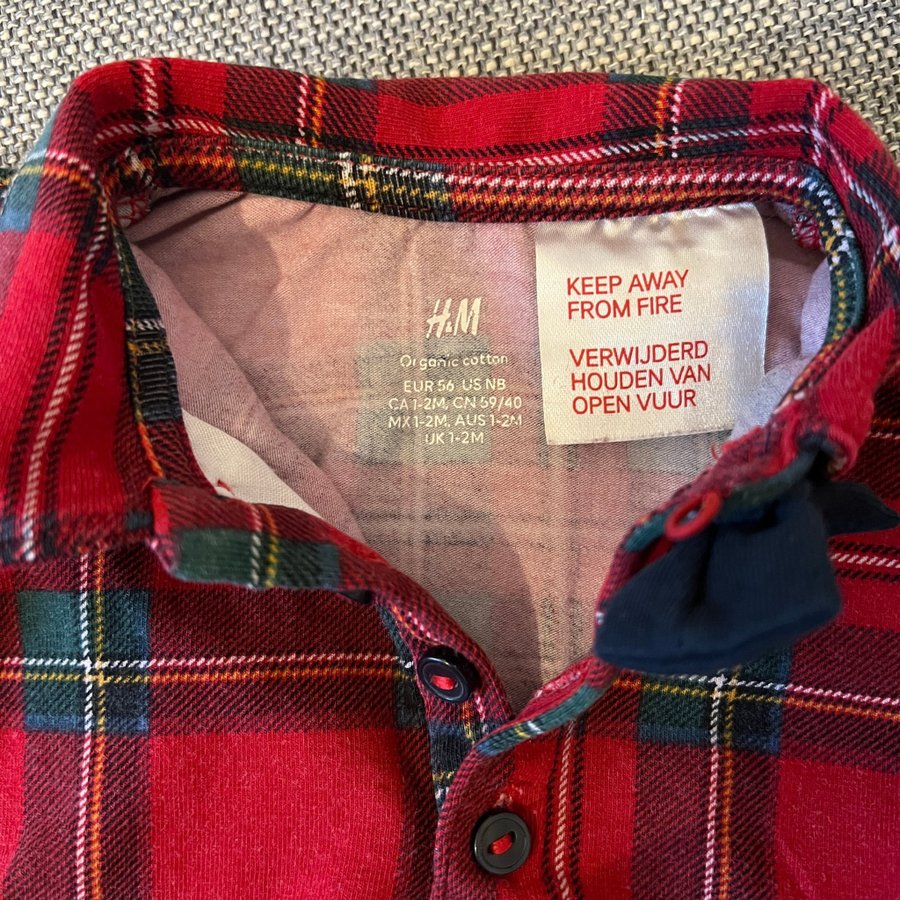 H&M
Organic cotton
EUR 56, US NB
CA 1-2M, CN 59/40
MX 1-2M, AUS 1-2M
UK 1-2M
KEEP AWAY
FROM FIRE
VERWIJDERD
HOUDEN VAN
OPEN VUUR